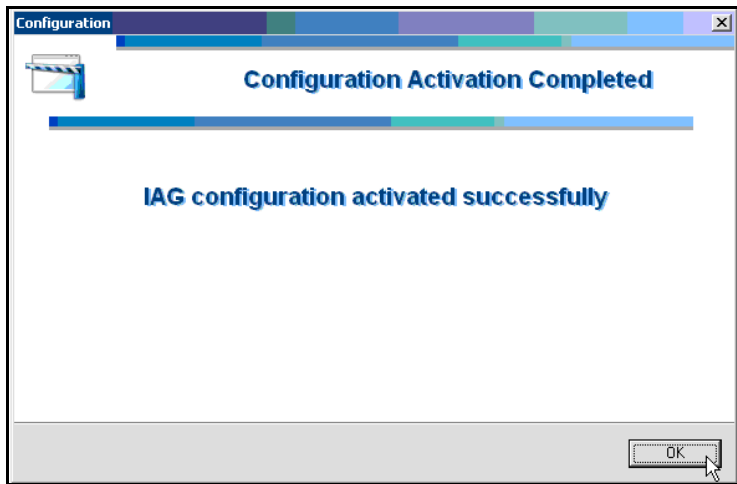 Configuration
Configuration Activation Completed
IAG configuration activated successfully
OK